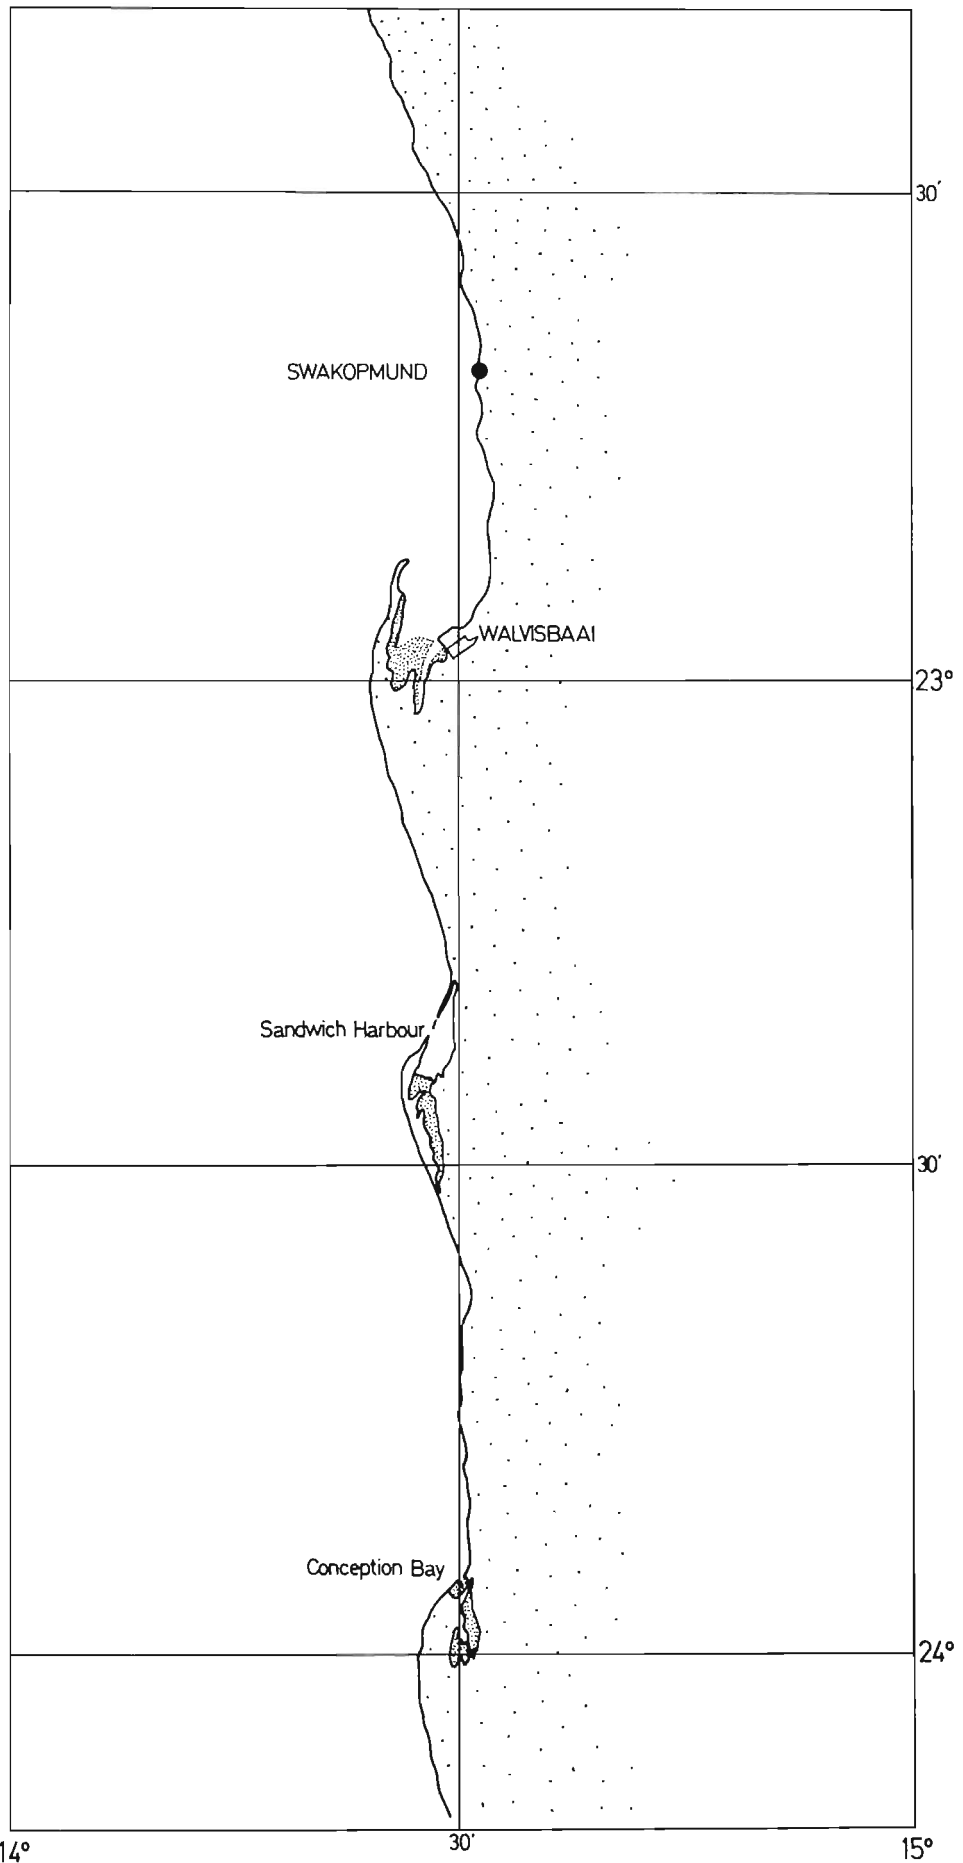 30'
SWAKOPMUND
WALVISBAAI
23°
Sandwich Harbour
30'
Conception Bay
24°
14°
30'
15°